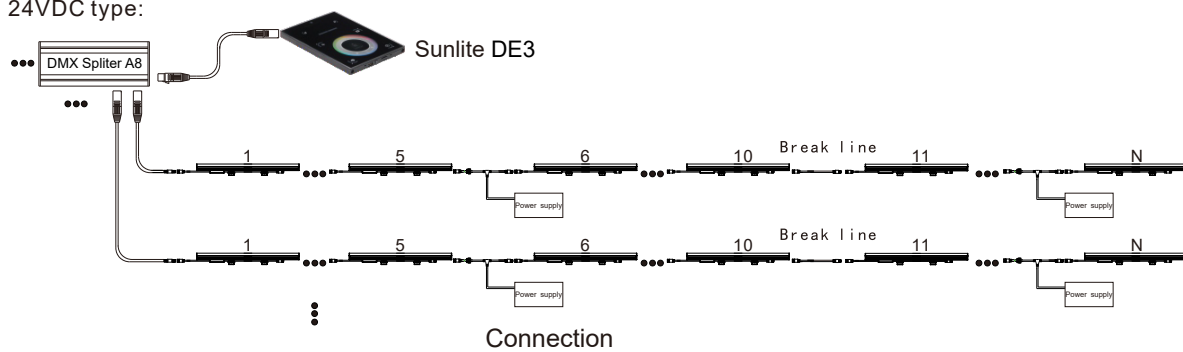 24VDC type:
DMX Spliter A8
Sunlite DE3
1 5 6 10 Break line 11 N
Power supply Power supply
1 5 6 10 Break line 11 N
Power supply Power supply
Connection